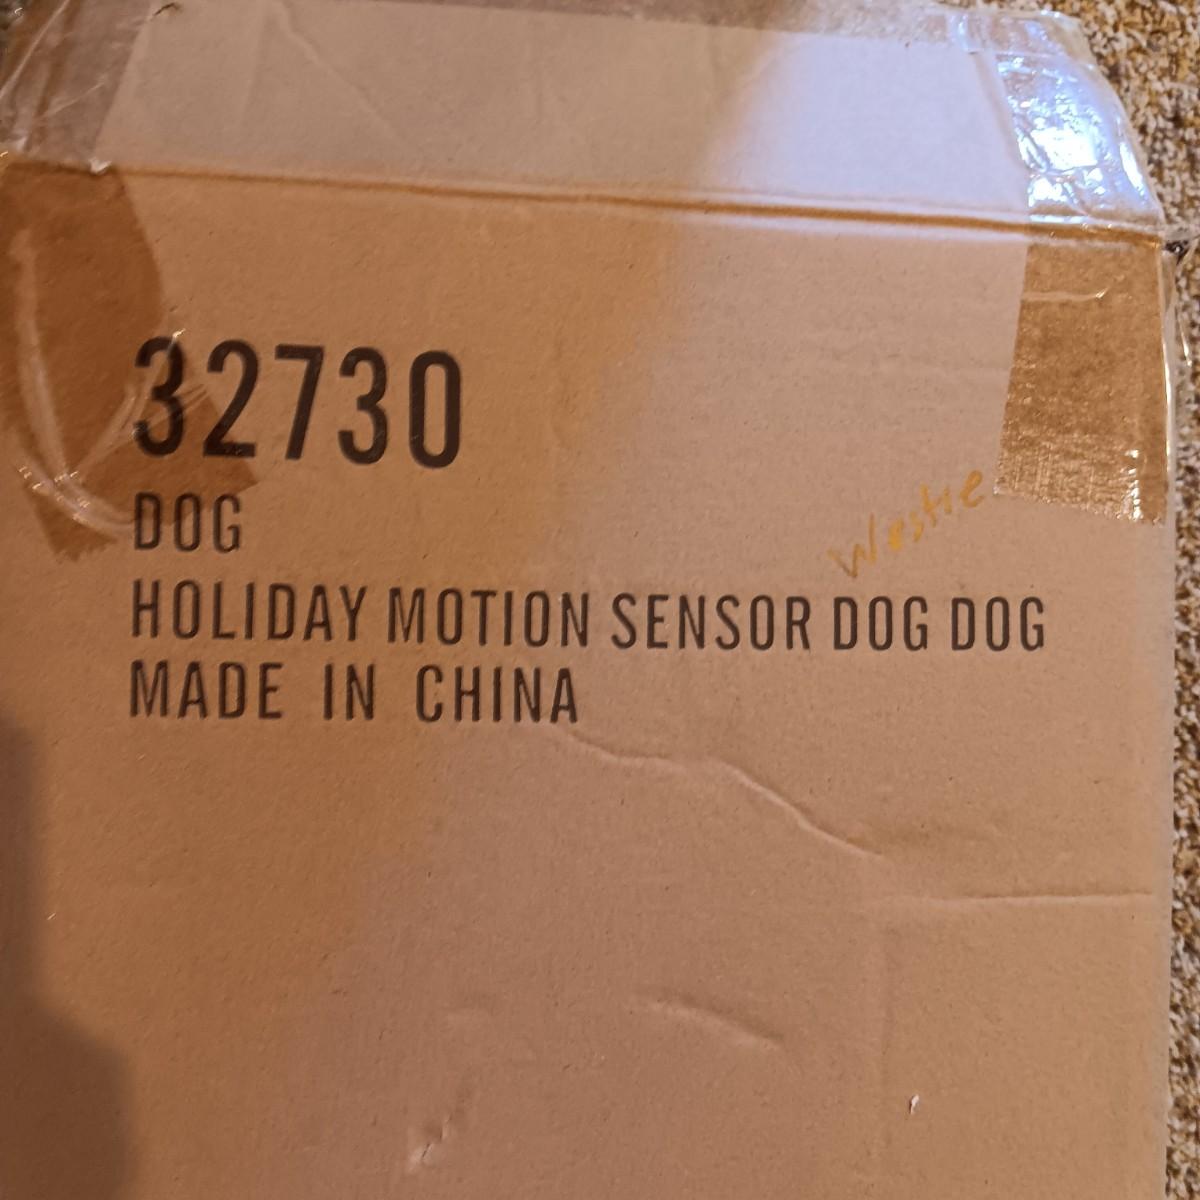 32730
DOG
Westie
HOLIDAY MOTION SENSOR DOG DOG
MADE IN CHINA